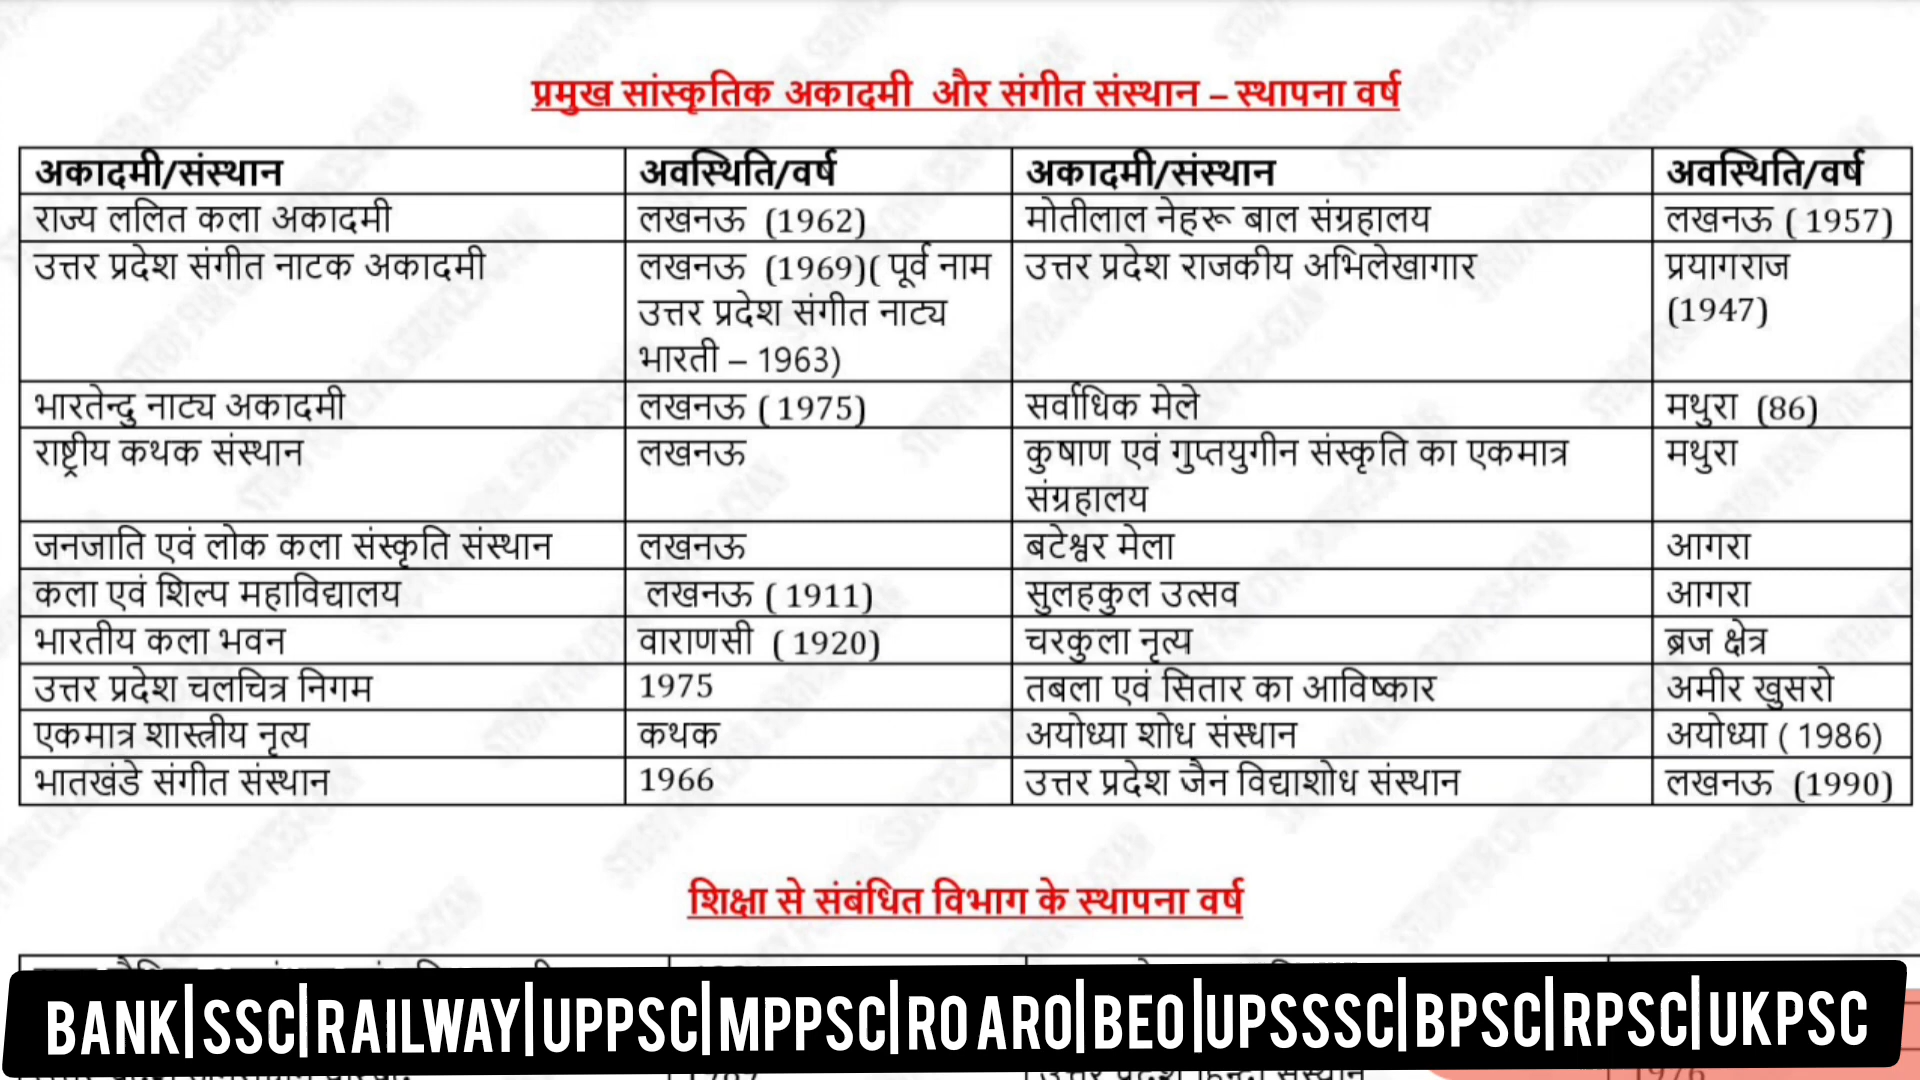 प्रमुख सांस्कृतिक अकादमी और संगीत संस्थान – स्थापना वर्ष
अकादमी/संस्थान अवस्थिति/वर्ष अकादमी/संस्थान अवस्थिति/वर्ष
राज्य ललित कला अकादमी लखनऊ (1962) मोतीलाल नेहरू बाल संग्रहालय लखनऊ ( 1957)
उत्तर प्रदेश संगीत नाटक अकादमी लखनऊ (1969)( पूर्व नाम उत्तर प्रदेश राजकीय अभिलेखागार प्रयागराज
उत्तर प्रदेश संगीत नाट्य (1947)
भारती – 1963)
भारतेन्दु नाट्य अकादमी लखनऊ ( 1975) सर्वाधिक मेले मथुरा (86)
राष्ट्रीय कथक संस्थान लखनऊ कुषाण एवं गुप्तयुगीन संस्कृति का एकमात्र मथुरा
संग्रहालय
जनजाति एवं लोक कला संस्कृति संस्थान लखनऊ बटेश्वर मेला आगरा
कला एवं शिल्प महाविद्यालय लखनऊ ( 1911) सुलहकुल उत्सव आगरा
भारतीय कला भवन वाराणसी ( 1920) चरकुला नृत्य ब्रज क्षेत्र
उत्तर प्रदेश चलचित्र निगम 1975 तबला एवं सितार का आविष्कार अमीर खुसरो
एकमात्र शास्त्रीय नृत्य कथक अयोध्या शोध संस्थान अयोध्या ( 1986)
भातखंडे संगीत संस्थान 1966 उत्तर प्रदेश जैन विद्याशोध संस्थान लखनऊ (1990)
शिक्षा से संबंधित विभाग के स्थापना वर्ष
BANK|SSC|RAILWAY|UPPSC|MPPSC|RO ARO|BEO|UPSSSC|BPSC|RPSC|UKPSC